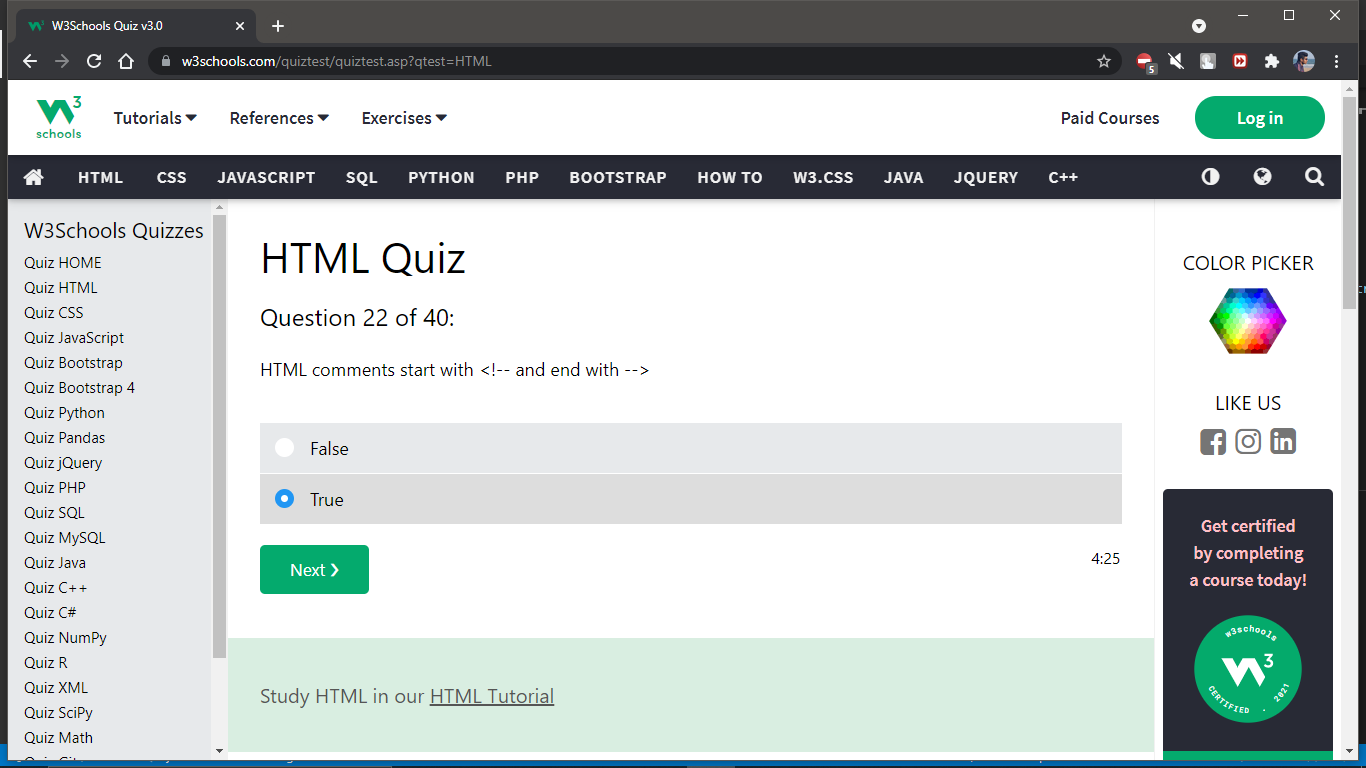 W3Schools Quiz v3.0
w3schools.com/quiztest/quiztest.asp?qtest=HTML
5
3
schools
Tutorials
References
Exercises
Paid Courses
Log in
HTML
CSS
JAVASCRIPT
SQL
PYTHON
PHP
BOOTSTRAP
HOW TO
W3.CSS
JAVA
JQUERY
C++
W3Schools Quizzes
Quiz HOME
Quiz HTML
Quiz CSS
Quiz JavaScript
Quiz Bootstrap
Quiz Bootstrap 4
Quiz Python
Quiz Pandas
Quiz jQuery
Quiz PHP
Quiz SQL
Quiz MySQL
Quiz Java
Quiz C++
Quiz C#
Quiz NumPy
Quiz R
Quiz XML
Quiz SciPy
Quiz Math
HTML Quiz
Question 22 of 40:
HTML comments start with <!-- and end with -->
False
True
Next ❯
4:25
Study HTML in our HTML Tutorial
COLOR PICKER
LIKE US
Get certified
by completing
a course today!
w3schools
3
CERTIFIED . 2021